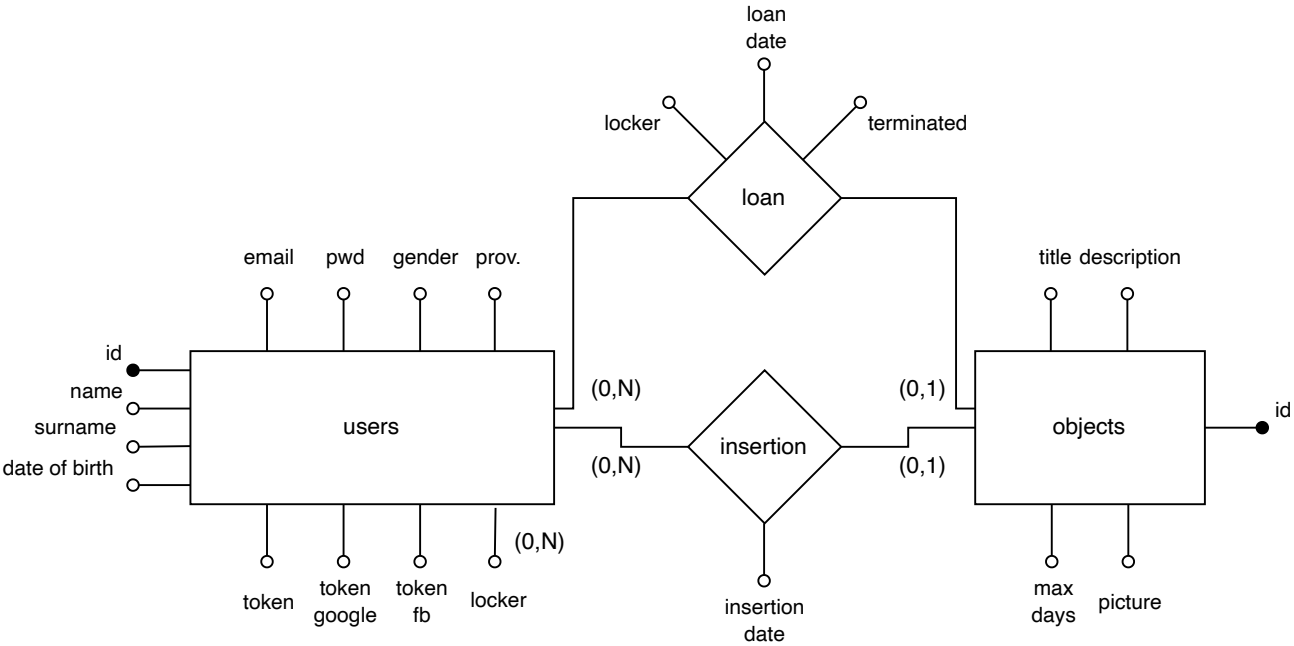 loan
date
locker
terminated
loan
email pwd gender prov.
title description
id
name
surname
date of birth
users
(0,N)
(0,1)
insertion
objects
id
(0,N)
(0,1)
(0,N)
token
token
google
token
fb
locker
insertion
date
max
days
picture